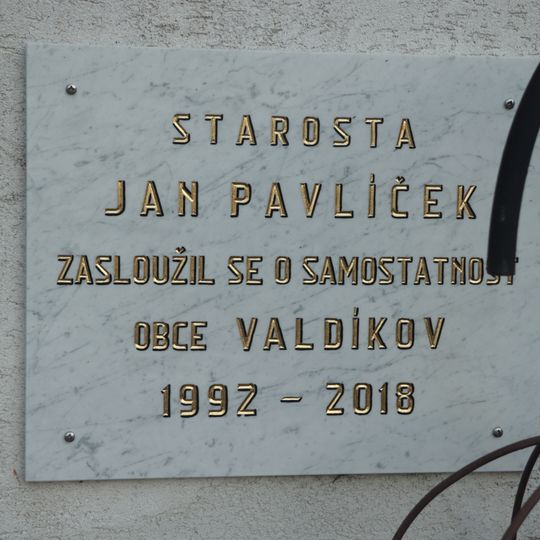 STAROSTA
JAN PAVLÍČEK
ZASLOUŽIL SE O SAMOSTATNOST
OBCE VALDÍKOV
1992 – 2018